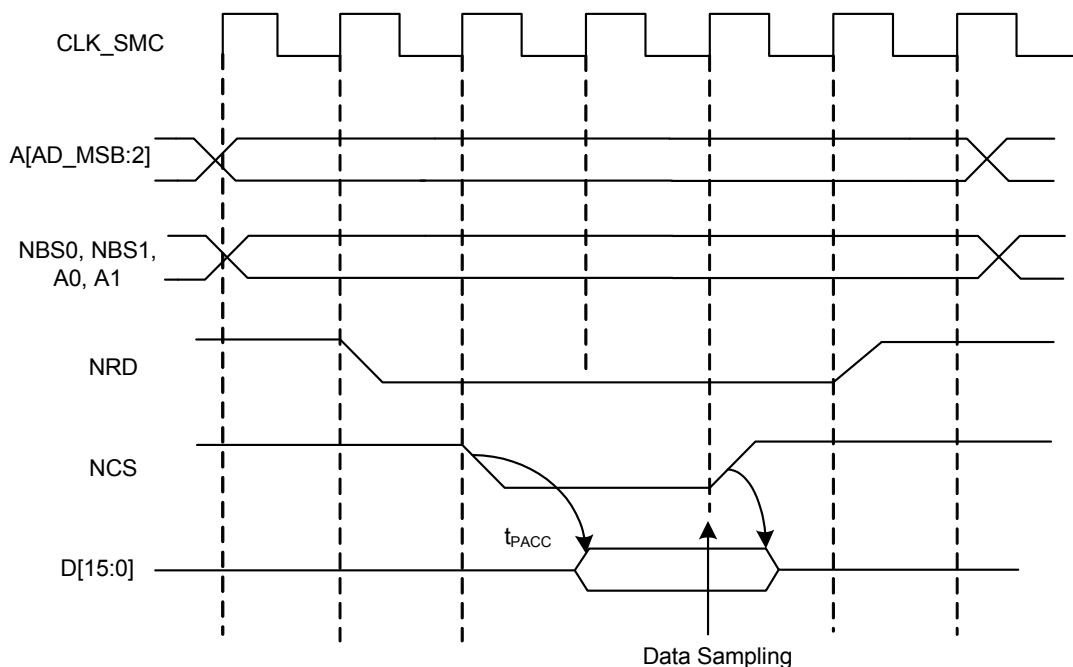 CLK_SMC
A[AD_MSB:2]
NBS0, NBS1,
A0, A1
NRD
NCS
tPACC
D[15:0]
Data Sampling